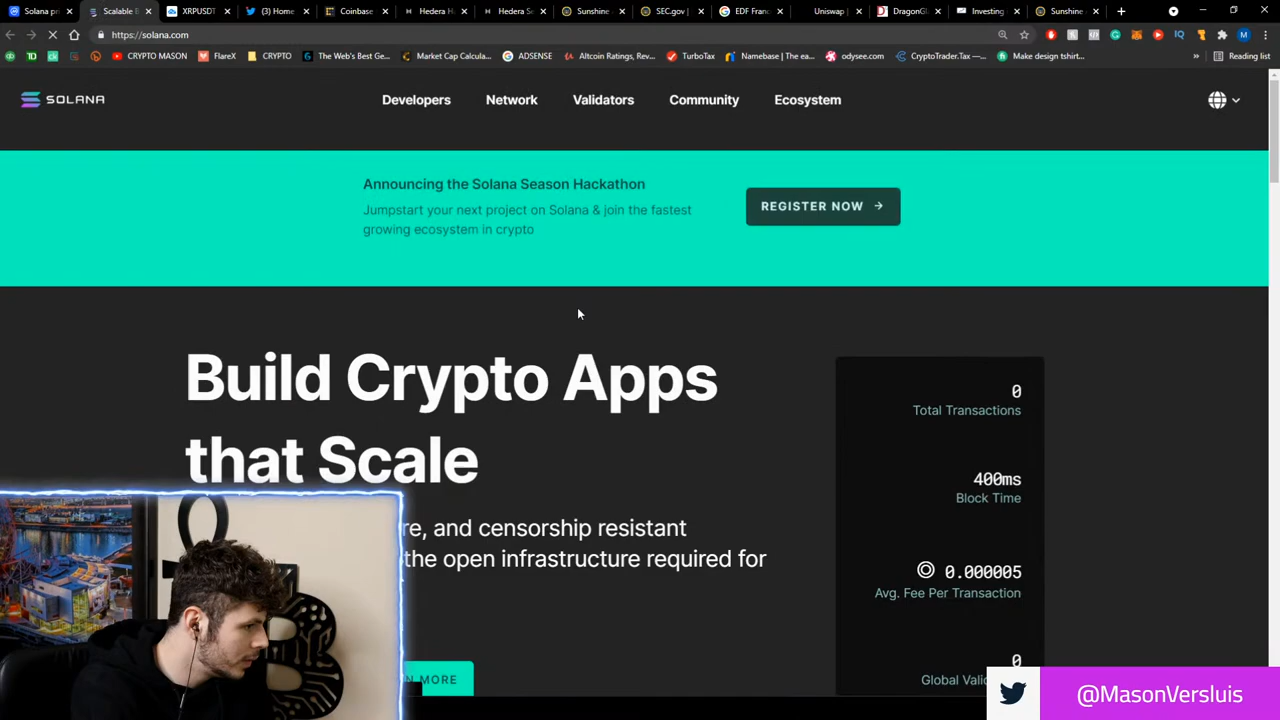 Solana pr
Scalable B
XRPUSDT
(3) Home
Coinbase
Hedera H
Hedera Se
Sunshine
SEC.gov |
EDF Franc
Uniswap |
DragonGl
Investing
Sunshine
https://solana.com
CRYPTO MASON
FlareX
CRYPTO
The Web's Best Ge...
Market Cap Calcula...
ADSENSE
Altcoin Ratings, Rev...
TurboTax
Namebase | The ea...
odysee.com
CryptoTrader.Tax —...
Make design tshirt...
»
Reading list
SOLANA
Developers
Network
Validators
Community
Ecosystem
Announcing the Solana Season Hackathon
Jumpstart your next project on Solana & join the fastest
growing ecosystem in crypto
REGISTER NOW →
Build Crypto Apps
that Scale
re, and censorship resistant
the open infrastructure required for
N MORE
0
Total Transactions
400ms
Block Time
0.000005
Avg. Fee Per Transaction
0
Global Valid
@MasonVersluis